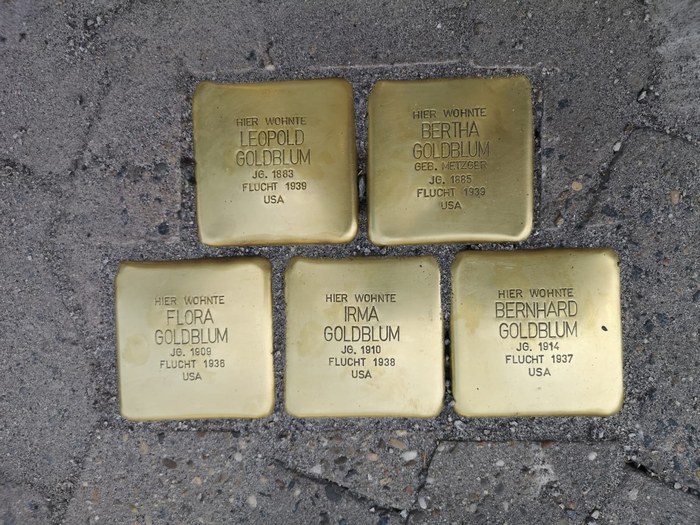 HIER WOHNTE
LEOPOLD
GOLDBLUM
JG. 1883
FLUCHT 1939
USA
HIER WOHNTE
BERTHA
GOLDBLUM
GEB. METZGER
JG. 1885
FLUCHT 1939
USA
HIER WOHNTE
FLORA
GOLDBLUM
JG. 1909
FLUCHT 1936
USA
HIER WOHNTE
IRMA
GOLDBLUM
JG. 1910
FLUCHT 1938
USA
HIER WOHNTE
BERNHARD
GOLDBLUM
JG. 1914
FLUCHT 1937
USA